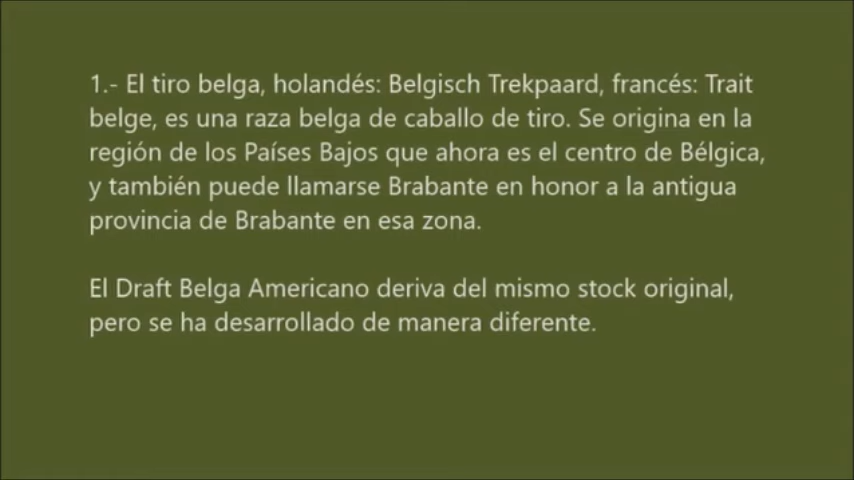 1.- El tiro belga, holandés: Belgisch Trekpaard, francés: Trait
belge, es una raza belga de caballo de tiro. Se origina en la
región de los Países Bajos que ahora es el centro de Bélgica,
y también puede llamarse Brabante en honor a la antigua
provincia de Brabante en esa zona.
El Draft Belga Americano deriva del mismo stock original,
pero se ha desarrollado de manera diferente.